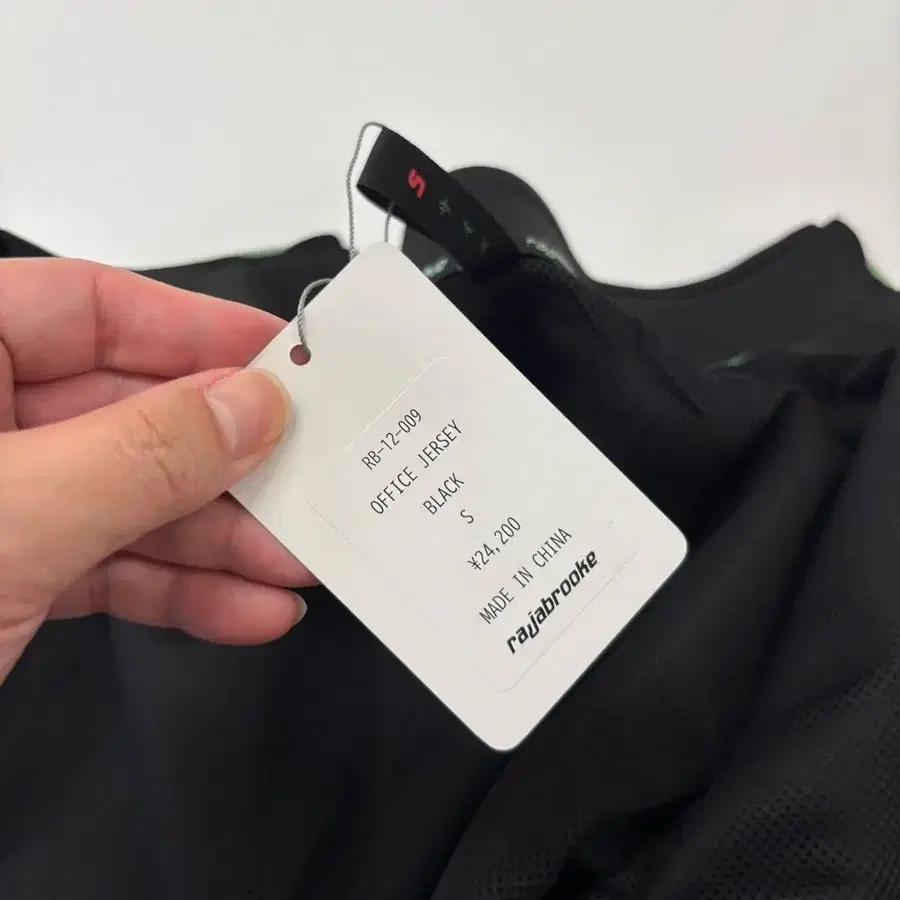 S
RB-12-009
OFFICE JERSEY
BLACK
S
¥24,200
MADE IN CHINA
rajabrooke